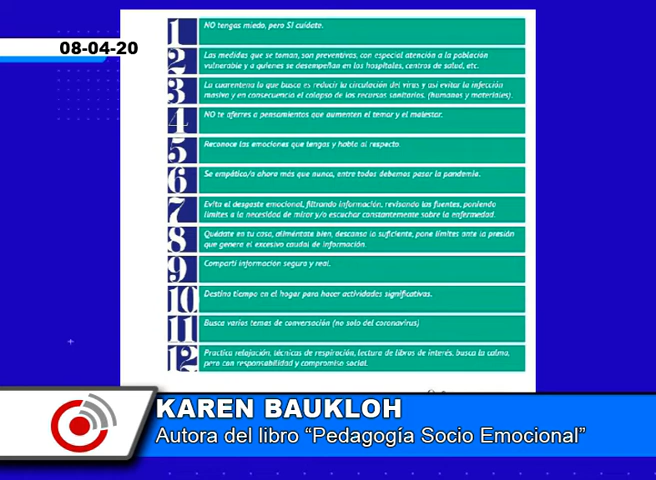 08-04-20
1 NO tengas miedo, pero SI cuidate.
2 Las medidas que se toman, son preventivas, con especial atención a la población
vulnerable y a quienes se desempeñan en los hospitales, centros de salud, etc.
3 La cuarentena lo que busca es reducir la circulación del virus y así evitar la infección
masiva y en consecuencia el colapso de los recursos sanitarios. (humanos y materiales).
4 NO te aferres a pensamientos que aumenten el temor y el malestar.
5 Reconoce las emociones que tengas y habla al respecto.
6 Se empática/o ahora más que nunca, entre todos debemos pasar la pandemia.
7 Evita el desgaste emocional, filtrando información, revisando las fuentes, poniendo
límites a la necesidad de mirar y/o escuchar constantemente sobre la enfermedad.
8 Quédate en tu casa, aliméntate bien, descansa lo suficiente, pone límites ante la presión
que genere el excesivo caudal de información.
9 Compartí información segura y real.
10 Destina tiempo en el hogar para hacer actividades significativas.
11 Busca varios temas de conversación (no solo del coronavirus)
12 Practica relajación, técnicas de respiración, lectura de libros de interés, busca la calma,
pero con responsabilidad y compromiso social.
KAREN BAUKLOH
Autora del libro “Pedagogía Socio Emocional”